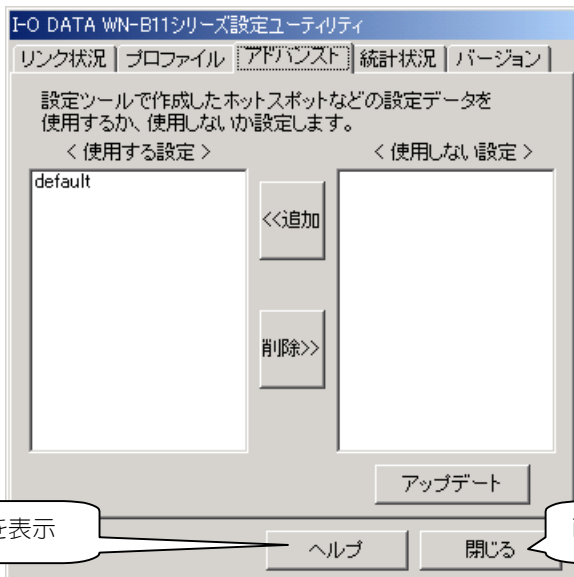 I-O DATA WN-B11シリーズ設定ユーティリティ
リンク状況 プロファイル アドバンスト 統計状況 バージョン
設定ツールで作成したホットスポットなどの設定データを
使用するか、使用しないか設定します。
< 使用する設定 > < 使用しない設定 >
default
<<追加
削除>>
アップデート
を表示
ヘルプ 閉じる